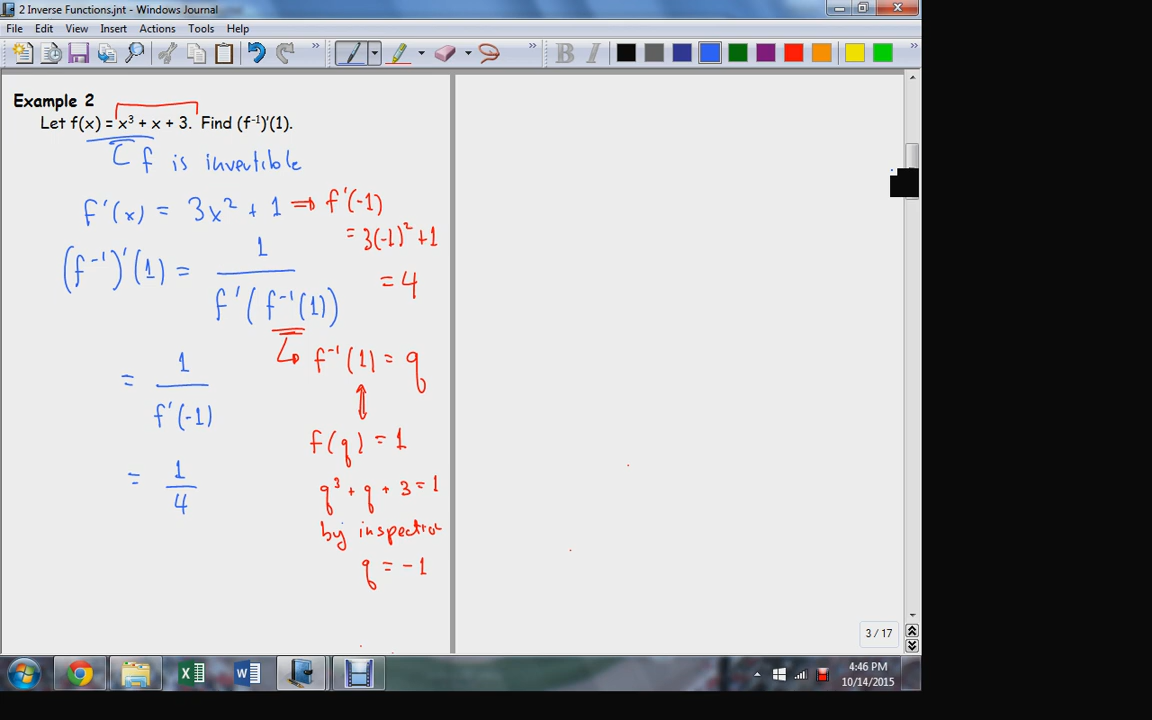 2 Inverse Functions.jnt - Windows Journal
File Edit View Insert Actions Tools Help
Example 2
Let f(x) = x³ + x + 3. Find (f⁻¹)'(1).
f is invertible
f'(x) = 3x² + 1 ⇒ f'(-1)
= 3(-1)² + 1
= 4
(f⁻¹)'(1) = 1 / f'(f⁻¹(1))
f⁻¹(1) = q
= 1 / f'(-1)
f(q) = 1
= 1/4
q³ + q + 3 = 1
by inspection
q = -1
3 / 17
4:46 PM
10/14/2015